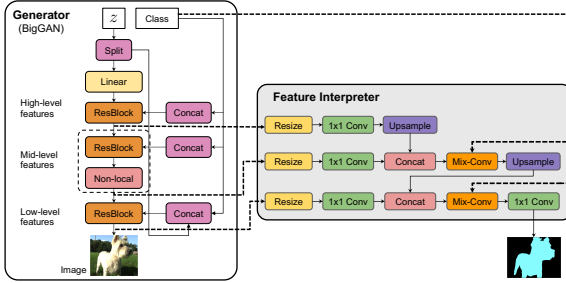 Generator
(BigGAN)
z
Class
Split
Linear
High-level
features
ResBlock
Concat
Mid-level
features
ResBlock
Concat
Non-local
Low-level
features
ResBlock
Concat
Image
Feature Interpreter
Resize
1x1 Conv
Upsample
Resize
1x1 Conv
Concat
Mix-Conv
Upsample
Resize
1x1 Conv
Concat
Mix-Conv
1x1 Conv